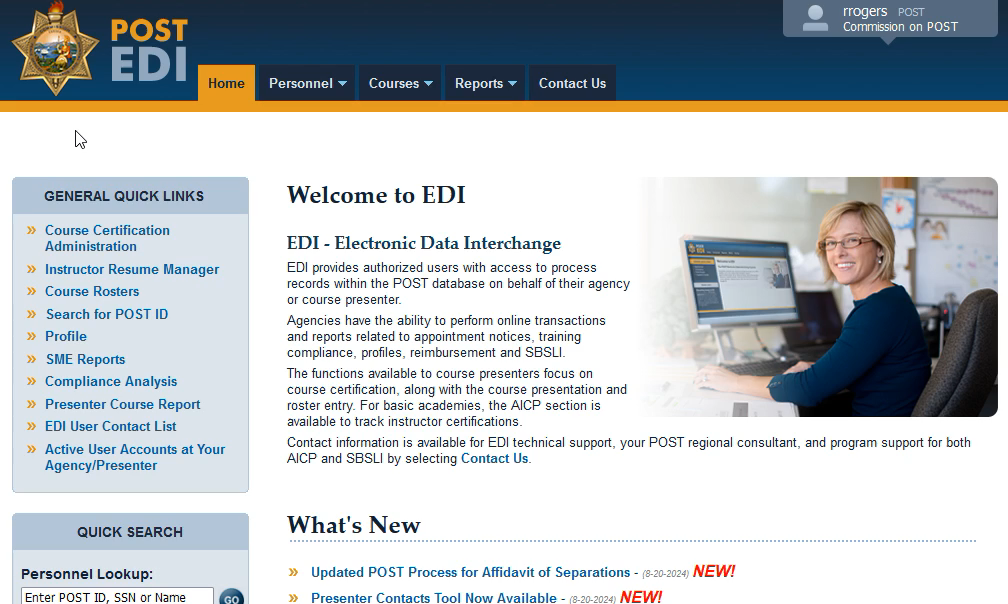 POST
EDI
rrogers POST
Commission on POST
Home Personnel Courses Reports Contact Us
GENERAL QUICK LINKS
Course Certification
Administration
Instructor Resume Manager
Course Rosters
Search for POST ID
Profile
SME Reports
Compliance Analysis
Presenter Course Report
EDI User Contact List
Active User Accounts at Your
Agency/Presenter
QUICK SEARCH
Personnel Lookup:
Enter POST ID, SSN or Name GO
Welcome to EDI
EDI - Electronic Data Interchange
EDI provides authorized users with access to process
records within the POST database on behalf of their agency
or course presenter.
Agencies have the ability to perform online transactions
and reports related to appointment notices, training
compliance, profiles, reimbursement and SBSLI.
The functions available to course presenters focus on
course certification, along with the course presentation and
roster entry. For basic academies, the AICP section is
available to track instructor certifications.
Contact information is available for EDI technical support, your POST regional consultant, and program support for both
AICP and SBSLI by selecting Contact Us.
What's New
» Updated POST Process for Affidavit of Separations - (8-20-2024) NEW!
» Presenter Contacts Tool Now Available - (8-20-2024) NEW!